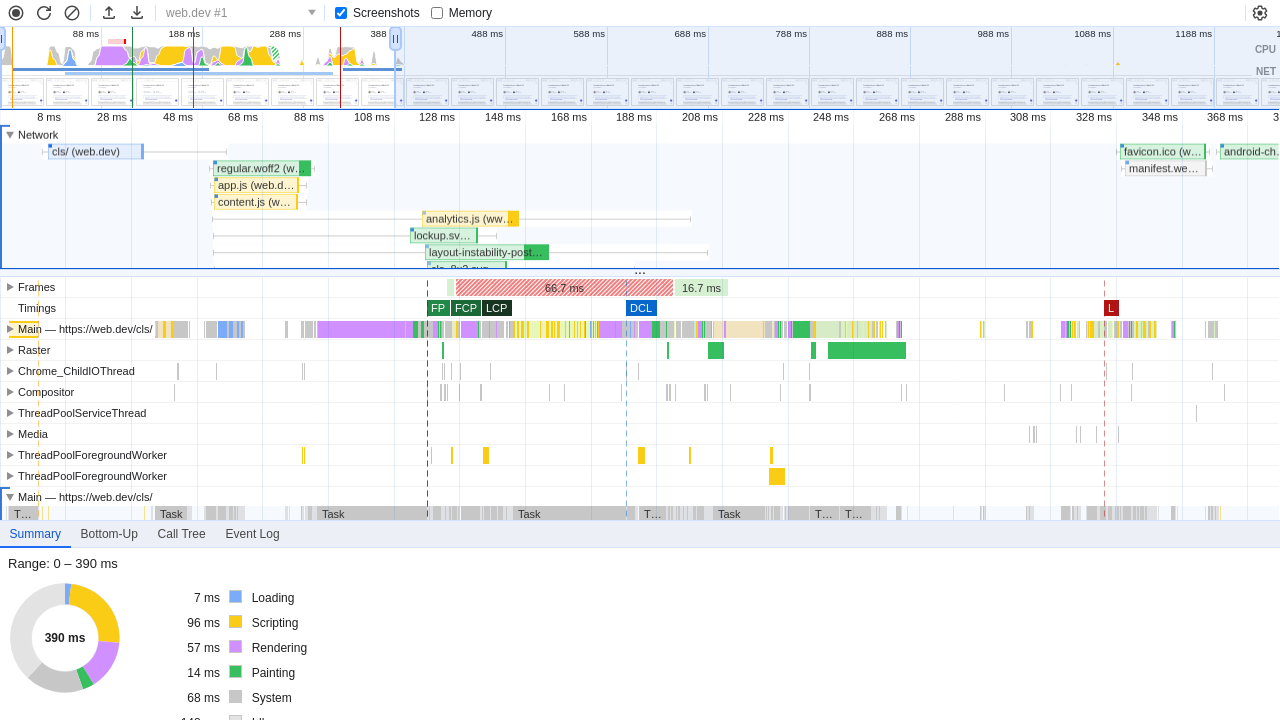 web.dev #1 Screenshots Memory
88 ms 188 ms 288 ms 388 488 ms 588 ms 688 ms 788 ms 888 ms 988 ms 1088 ms 1188 ms
CPU
NET
8 ms 28 ms 48 ms 68 ms 88 ms 108 ms 128 ms 148 ms 168 ms 188 ms 208 ms 228 ms 248 ms 268 ms 288 ms 308 ms 328 ms 348 ms 368 ms 3
Network
cls/ (web.dev) favicon.ico (w… android-ch
regular.woff2 (w… manifest.we…
app.js (web.d…
content.js (w…
analytics.js (ww…
lockup.sv…
layout-instability-post…
...
Frames 66.7 ms 16.7 ms
Timings FP FCP LCP DCL L
Main — https://web.dev/cls/
Raster
Chrome_ChildIOThread
Compositor
ThreadPoolServiceThread
Media
ThreadPoolForegroundWorker
ThreadPoolForegroundWorker
Main — https://web.dev/cls/
T… Task Task Task T… Task T… T…
Summary Bottom-Up Call Tree Event Log
Range: 0 – 390 ms
390 ms
7 ms Loading
96 ms Scripting
57 ms Rendering
14 ms Painting
68 ms System